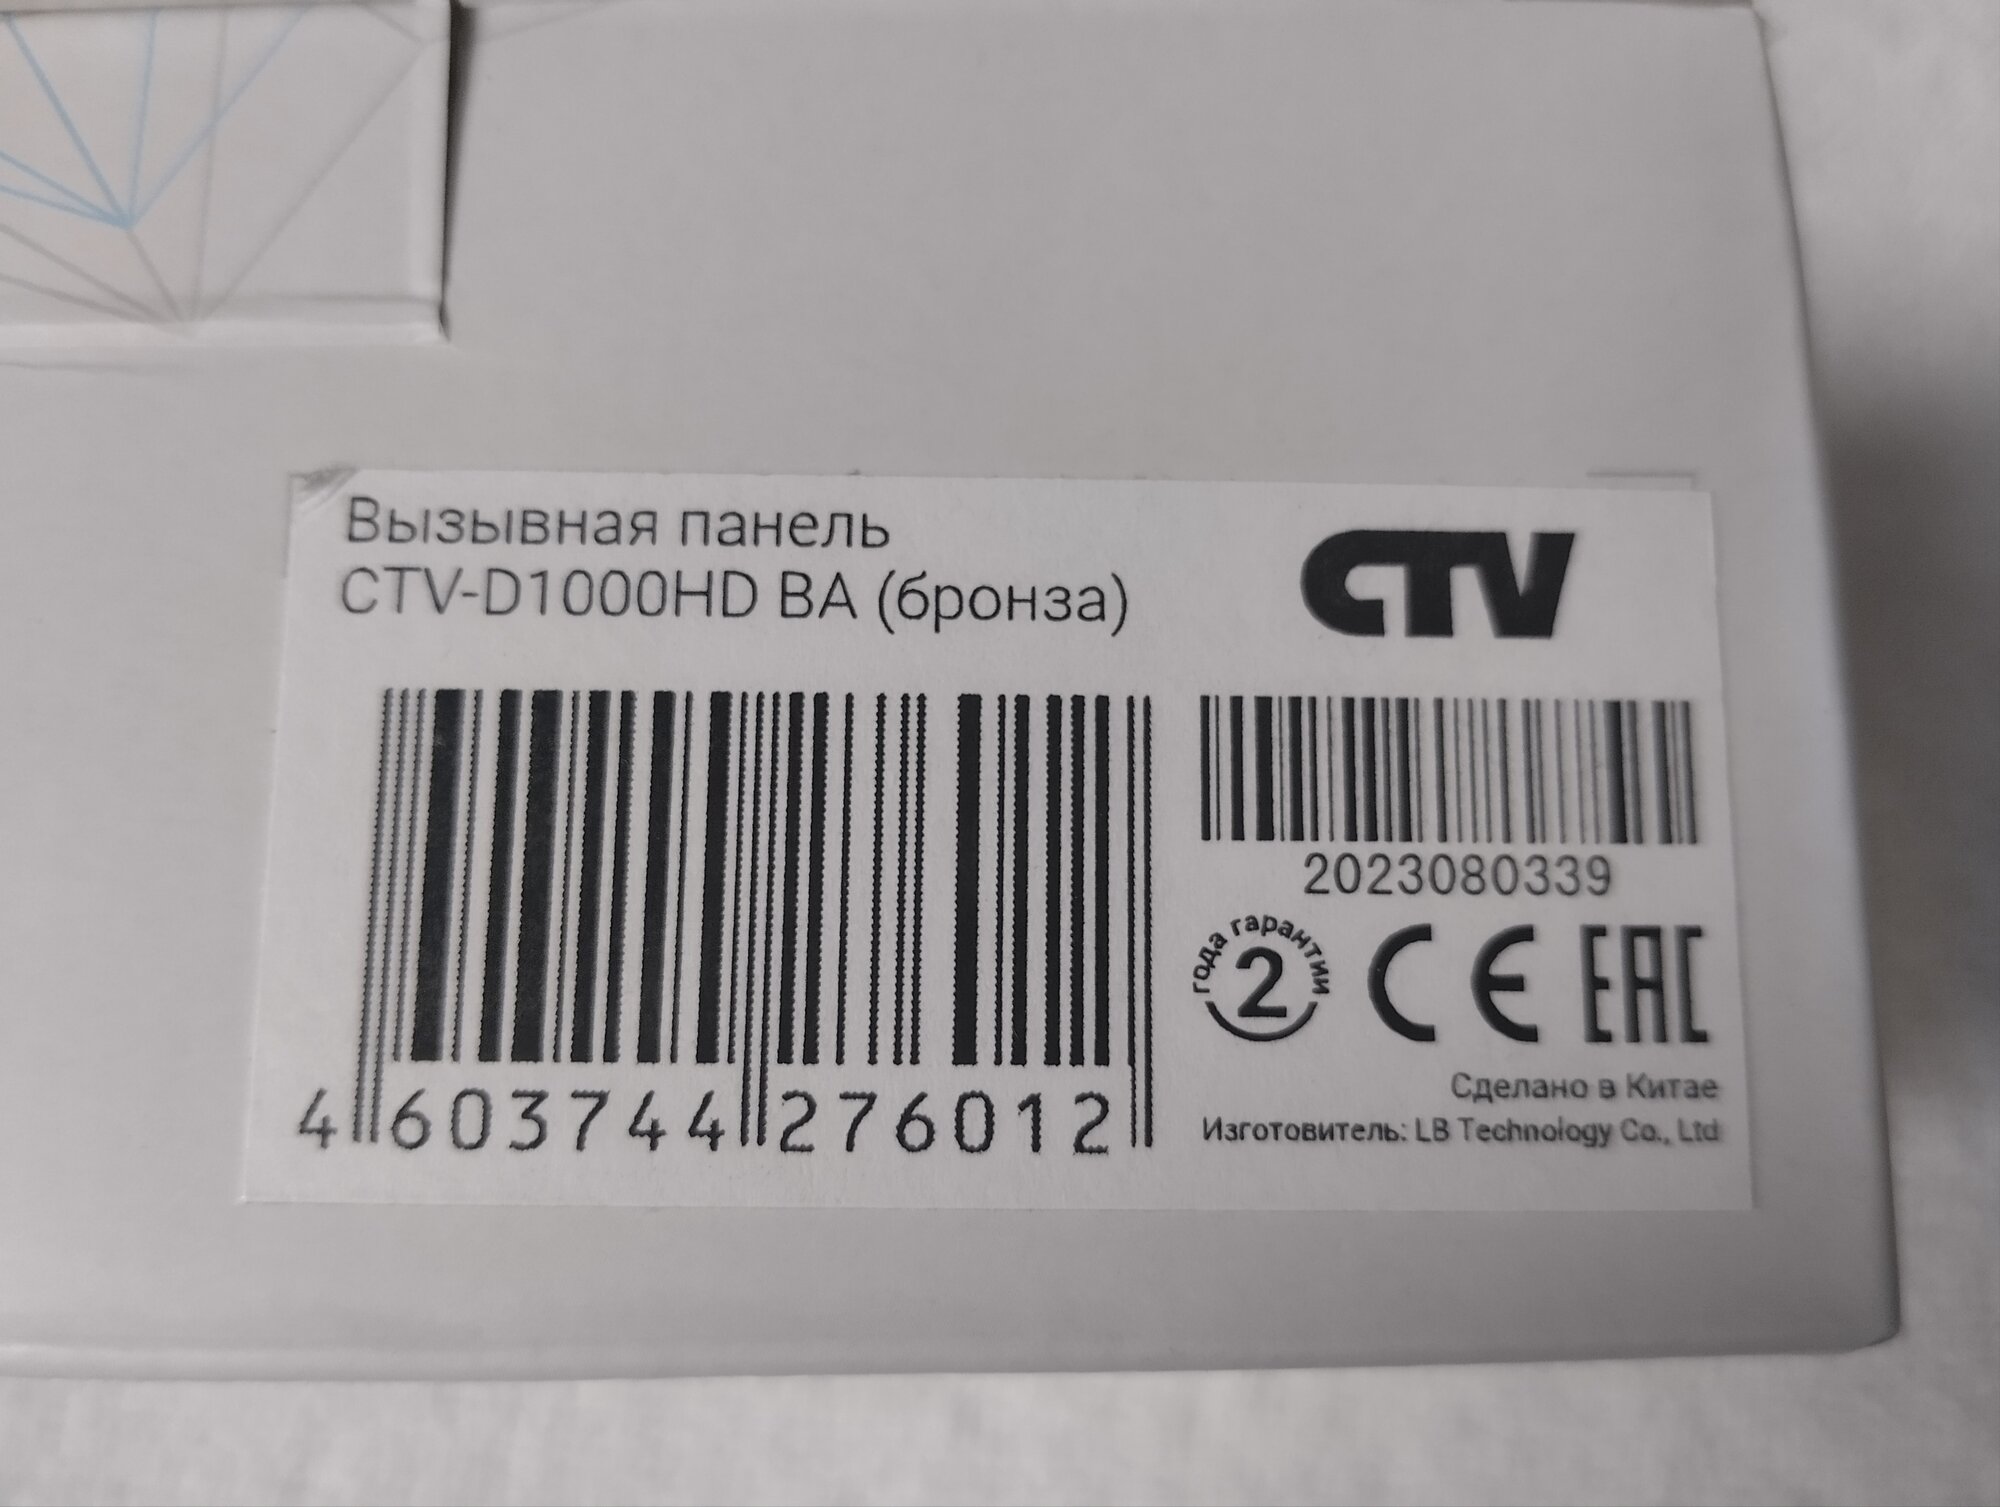 Вызывная панель
CTV-D1000HD BA (бронза)
CTV
4 603744 276012
2023080339
2 года гарантии
CE EAC
Сделано в Китае
Изготовитель: LB Technology Co., Ltd